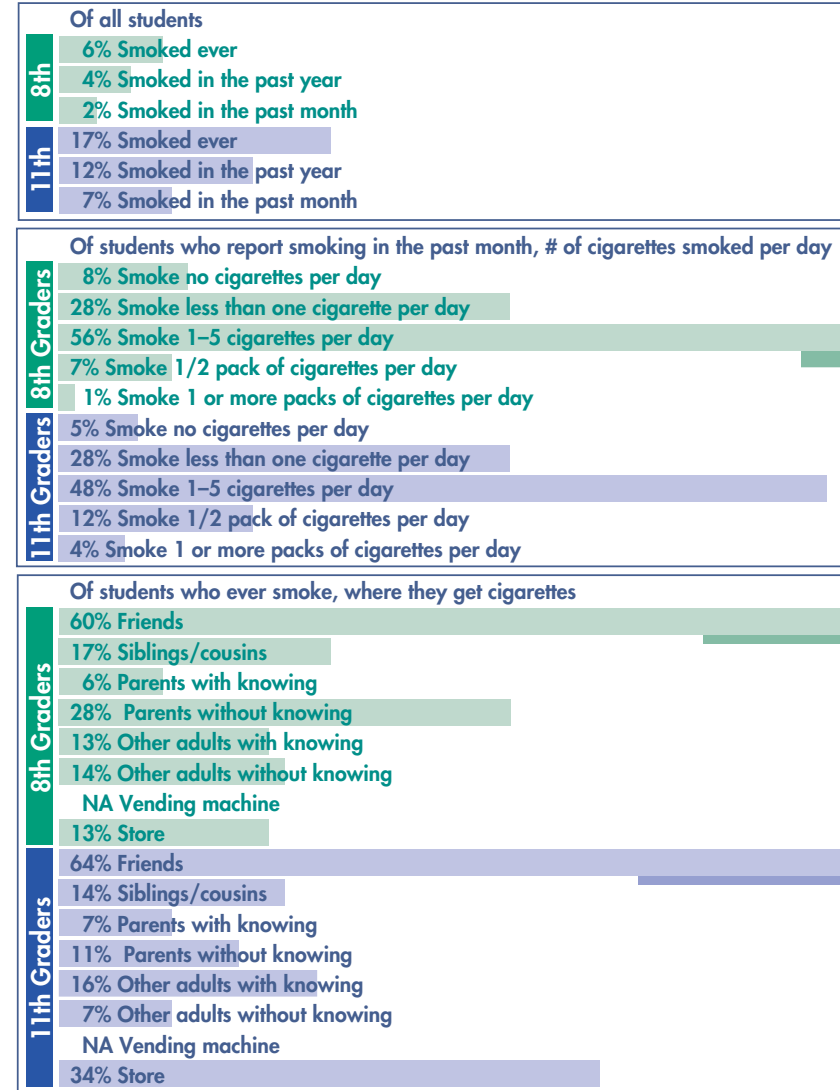 Of all students
8th
6% Smoked ever
4% Smoked in the past year
2% Smoked in the past month
11th
17% Smoked ever
12% Smoked in the past year
7% Smoked in the past month
Of students who report smoking in the past month, # of cigarettes smoked per day
8th Graders
8% Smoke no cigarettes per day
28% Smoke less than one cigarette per day
56% Smoke 1–5 cigarettes per day
7% Smoke 1/2 pack of cigarettes per day
1% Smoke 1 or more packs of cigarettes per day
11th Graders
5% Smoke no cigarettes per day
28% Smoke less than one cigarette per day
48% Smoke 1–5 cigarettes per day
12% Smoke 1/2 pack of cigarettes per day
4% Smoke 1 or more packs of cigarettes per day
Of students who ever smoke, where they get cigarettes
8th Graders
60% Friends
17% Siblings/cousins
6% Parents with knowing
28% Parents without knowing
13% Other adults with knowing
14% Other adults without knowing
NA Vending machine
13% Store
11th Graders
64% Friends
14% Siblings/cousins
7% Parents with knowing
11% Parents without knowing
16% Other adults with knowing
7% Other adults without knowing
NA Vending machine
34% Store